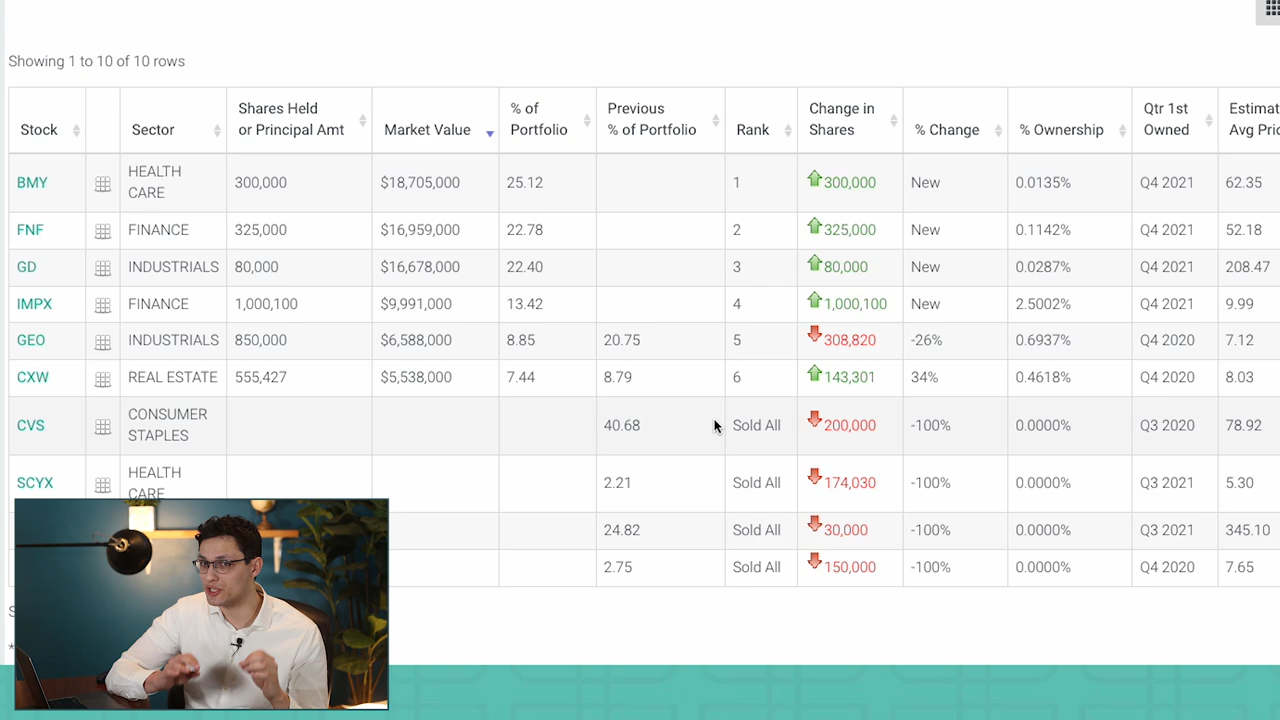 Showing 1 to 10 of 10 rows
Stock Sector Shares Held or Principal Amt Market Value % of Portfolio Previous % of Portfolio Rank Change in Shares % Change % Ownership Qtr 1st Owned
BMY HEALTH CARE 300,000 $18,705,000 25.12 1 300,000 New 0.0135% Q4 2021 62.35
FNF FINANCE 325,000 $16,959,000 22.78 2 325,000 New 0.1142% Q4 2021 52.18
GD INDUSTRIALS 80,000 $16,678,000 22.40 3 80,000 New 0.0287% Q4 2021 208.47
IMPX FINANCE 1,000,100 $9,991,000 13.42 4 1,000,100 New 2.5002% Q4 2021 9.99
GEO INDUSTRIALS 850,000 $6,588,000 8.85 20.75 5 308,820 -26% 0.6937% Q4 2020 7.12
CXW REAL ESTATE 555,427 $5,538,000 7.44 8.79 6 143,301 34% 0.4618% Q4 2020 8.03
CVS CONSUMER STAPLES 40.68 Sold All 200,000 -100% 0.0000% Q3 2020 78.92
SCYX HEALTH CARE 2.21 Sold All 174,030 -100% 0.0000% Q3 2021 5.30
24.82 Sold All 30,000 -100% 0.0000% Q3 2021 345.10
2.75 Sold All 150,000 -100% 0.0000% Q4 2020 7.65